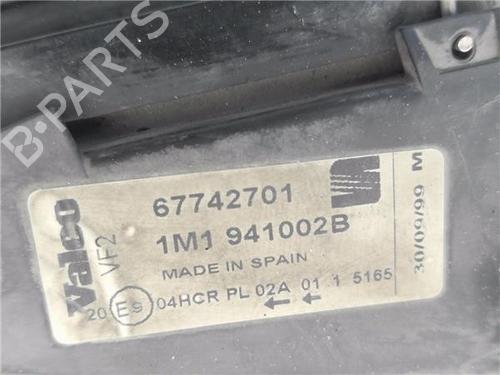 B-PARTS
Valeo
VF2
67742701
1M1 941002B
MADE IN SPAIN
20 E9 04HCR PL 02A 01 1 5165
30/09/99 M